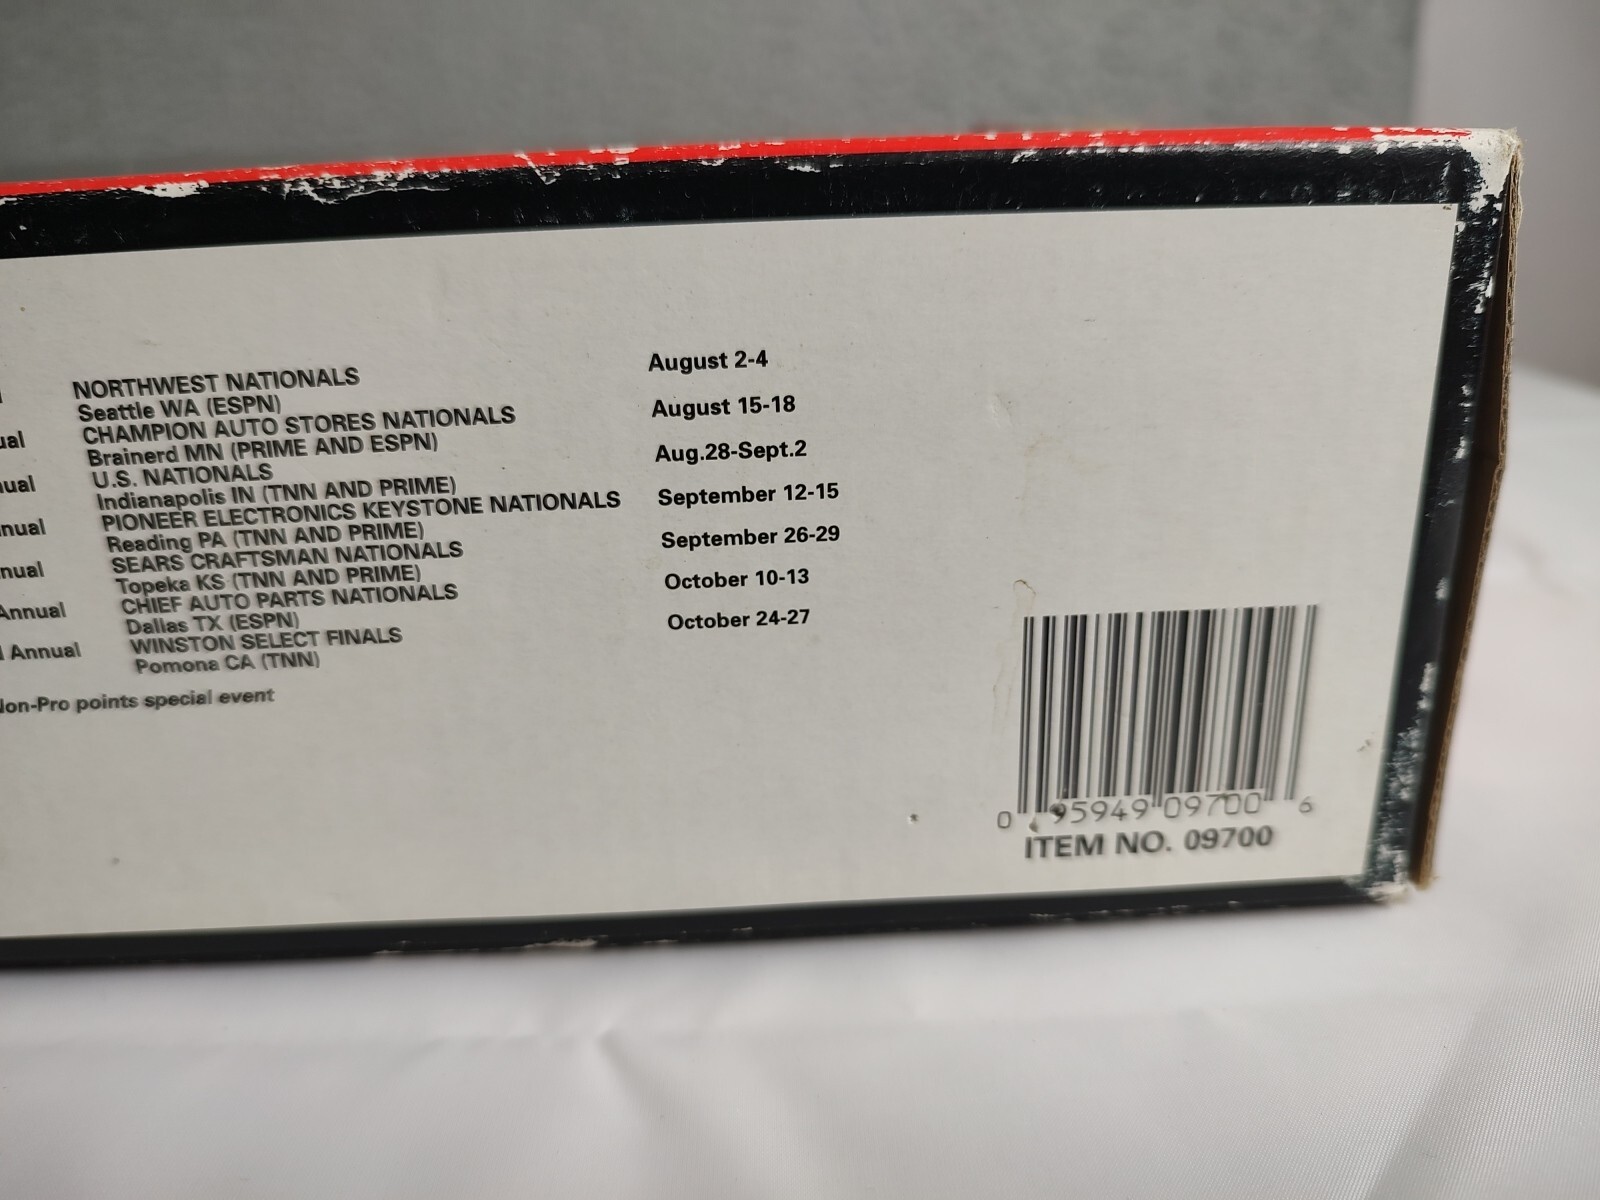 NORTHWEST NATIONALS August 2-4
Seattle WA (ESPN)
ual CHAMPION AUTO STORES NATIONALS August 15-18
Brainerd MN (PRIME AND ESPN)
ual U.S. NATIONALS Aug.28-Sept.2
Indianapolis IN (TNN AND PRIME)
nual PIONEER ELECTRONICS KEYSTONE NATIONALS September 12-15
Reading PA (TNN AND PRIME)
nual SEARS CRAFTSMAN NATIONALS September 26-29
Topeka KS (TNN AND PRIME)
Annual CHIEF AUTO PARTS NATIONALS October 10-13
Dallas TX (ESPN)
Annual WINSTON SELECT FINALS October 24-27
Pomona CA (TNN)
Non-Pro points special event
0 95949 09700 6
ITEM NO. 09700